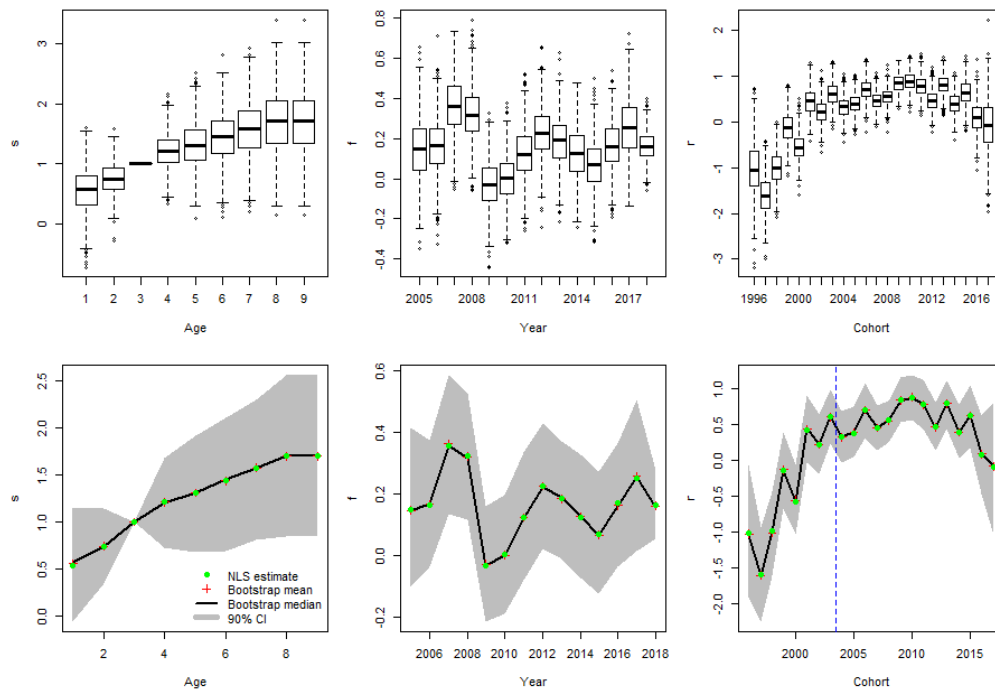 s
0 1 2 3
1 2 3 4 5 6 7 8 9
Age
f
-0.4 -0.2 0.0 0.2 0.4 0.6 0.8
2005 2008 2011 2014 2017
Year
r
-3 -2 -1 0 1 2
1996 2000 2004 2008 2012 2016
Cohort
s
0.0 0.5 1.0 1.5 2.0 2.5
2 4 6 8
Age
NLS estimate
Bootstrap mean
Bootstrap median
90% CI
f
-0.2 0.0 0.2 0.4 0.6
2006 2008 2010 2012 2014 2016 2018
Year
r
-2.0 -1.5 -1.0 -0.5 0.0 0.5 1.0
2000 2005 2010 2015
Cohort